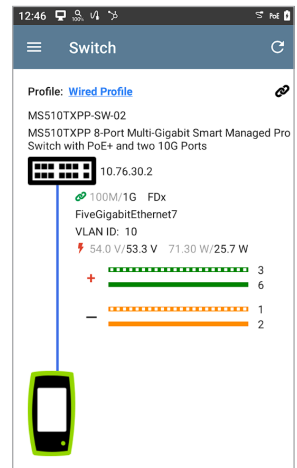 12:46 100% PoE
Switch
Profile: Wired Profile
MS510TXPP-SW-02
MS510TXPP 8-Port Multi-Gigabit Smart Managed Pro
Switch with PoE+ and two 10G Ports
10.76.30.2
100M/1G FDx
FiveGigabitEthernet7
VLAN ID: 10
54.0 V/53.3 V 71.30 W/25.7 W
+ 3
6
— 1
2